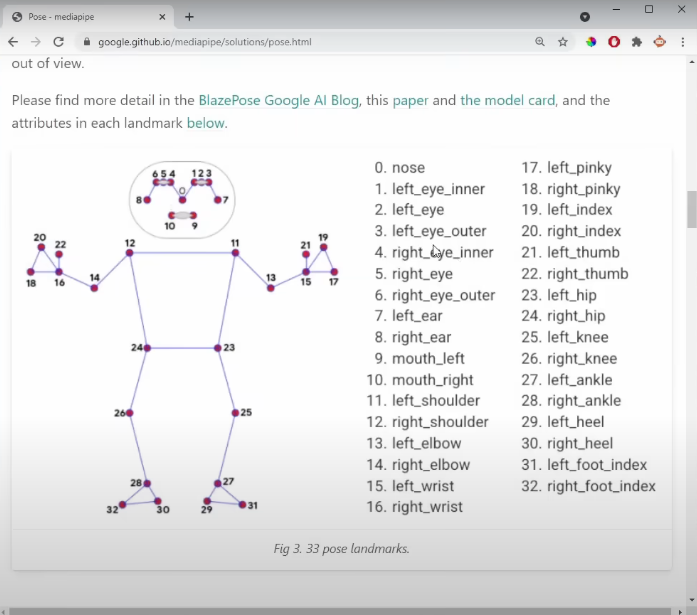 Pose - mediapipe
google.github.io/mediapipe/solutions/pose.html
out of view.
Please find more detail in the BlazePose Google AI Blog, this paper and the model card, and the
attributes in each landmark below.
6 5 4 1 2 3
0
8 7
10 9
20 22 12 11 21 19
18 16 14 13 15 17
24 23
26 25
28 27
32 30 29 31
0. nose
1. left_eye_inner
2. left_eye
3. left_eye_outer
4. right_eye_inner
5. right_eye
6. right_eye_outer
7. left_ear
8. right_ear
9. mouth_left
10. mouth_right
11. left_shoulder
12. right_shoulder
13. left_elbow
14. right_elbow
15. left_wrist
16. right_wrist
17. left_pinky
18. right_pinky
19. left_index
20. right_index
21. left_thumb
22. right_thumb
23. left_hip
24. right_hip
25. left_knee
26. right_knee
27. left_ankle
28. right_ankle
29. left_heel
30. right_heel
31. left_foot_index
32. right_foot_index
Fig 3. 33 pose landmarks.